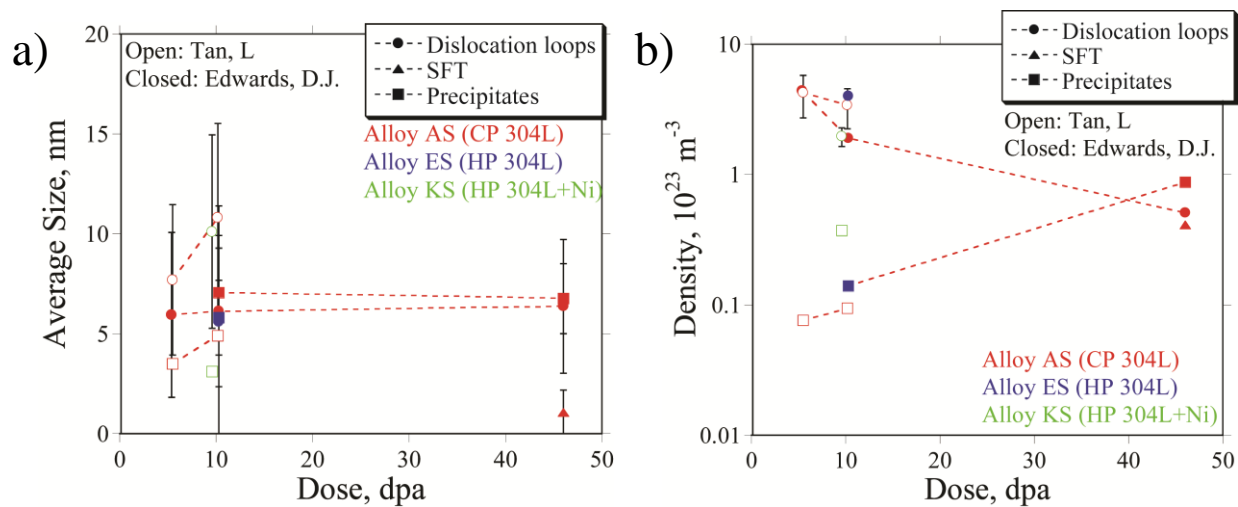 a)
20
15
10
5
0
Average Size, nm
Open: Tan, L
Closed: Edwards, D.J.
Dislocation loops
SFT
Precipitates
Alloy AS (CP 304L)
Alloy ES (HP 304L)
Alloy KS (HP 304L+Ni)
0 10 20 30 40 50
Dose, dpa
b)
10
1
0.1
0.01
Density, 10²³ m⁻³
Dislocation loops
SFT
Precipitates
Open: Tan, L
Closed: Edwards, D.J.
Alloy AS (CP 304L)
Alloy ES (HP 304L)
Alloy KS (HP 304L+Ni)
0 10 20 30 40 50
Dose, dpa